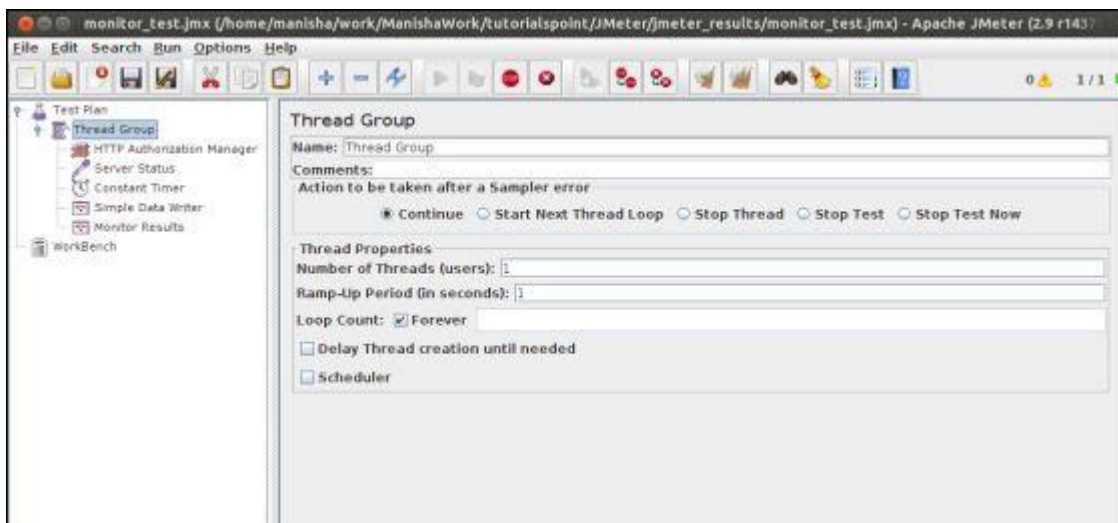 monitor_test.jmx (/home/manisha/work/ManishaWork/tutorialspoint/JMeter/jmeter_results/monitor_test.jmx) - Apache JMeter (2.9 r1437
File Edit Search Run Options Help
0 1/1
Test Plan
Thread Group
HTTP Authorization Manager
Server Status
Constant Timer
Simple Data Writer
Monitor Results
WorkBench
Thread Group
Name: Thread Group
Comments:
Action to be taken after a Sampler error
Continue Start Next Thread Loop Stop Thread Stop Test Stop Test Now
Thread Properties
Number of Threads (users): 1
Ramp-Up Period (in seconds): 1
Loop Count: Forever
Delay Thread creation until needed
Scheduler